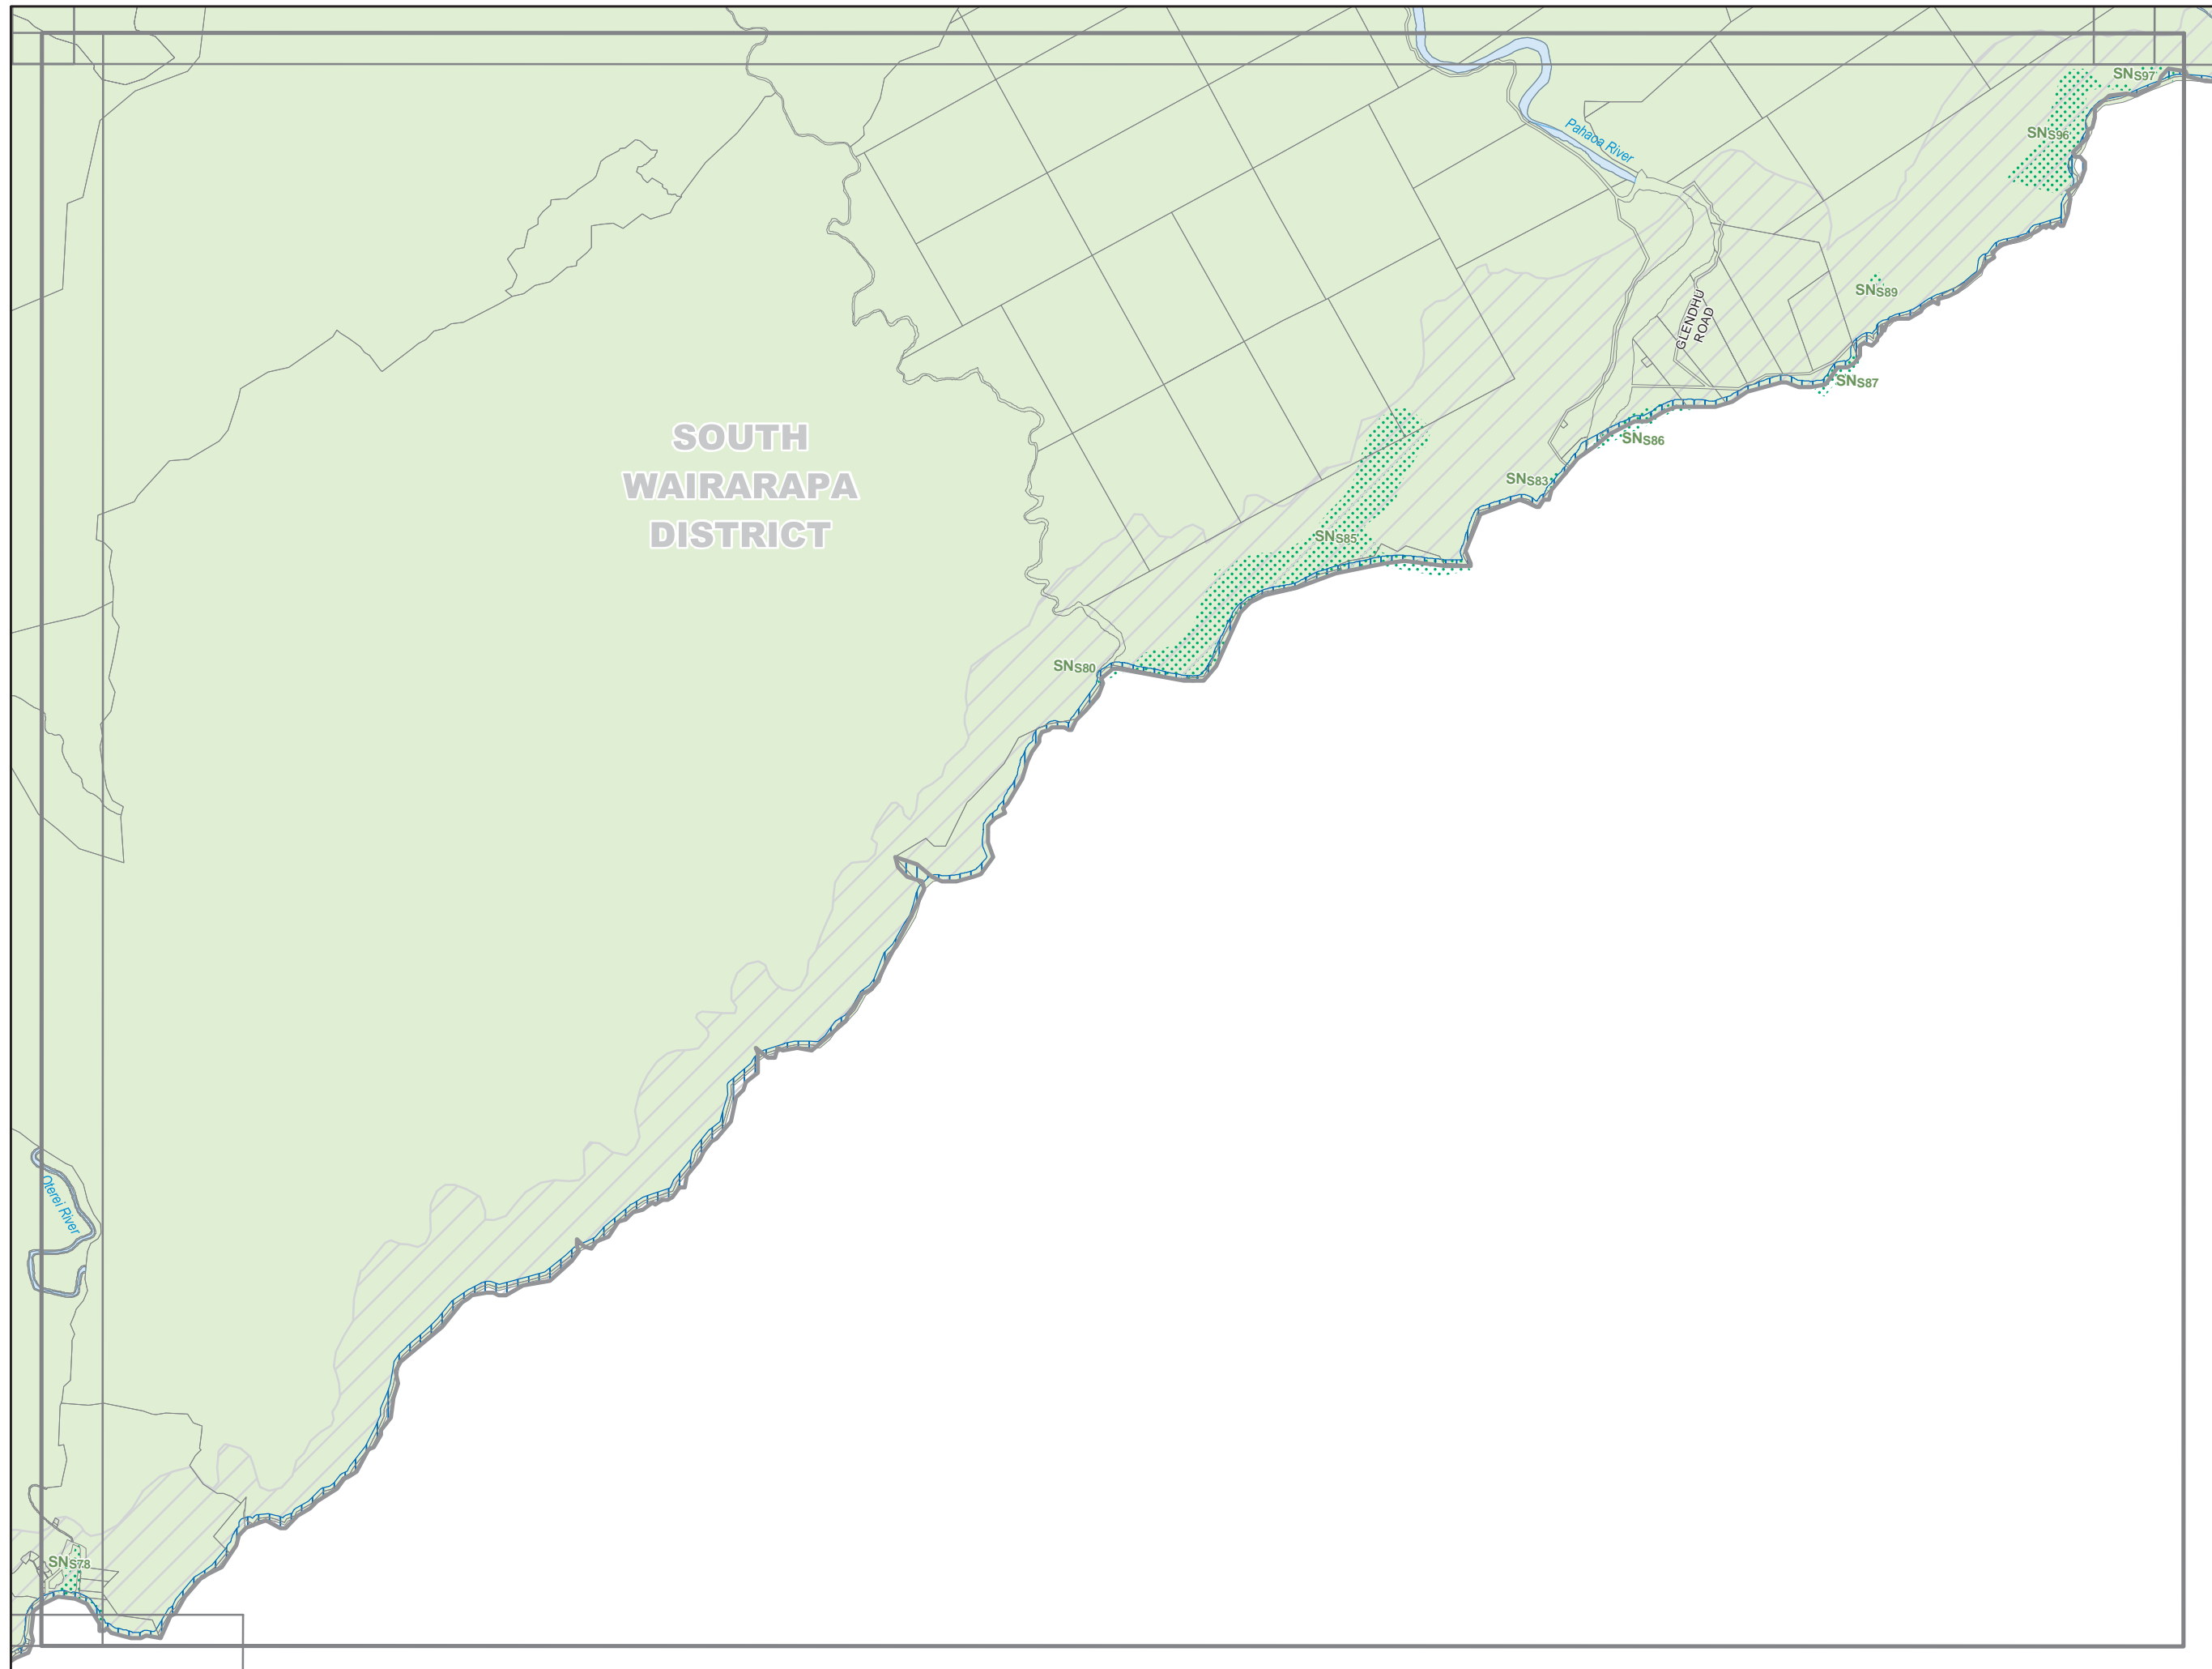 SNS97
SNS96
Pahaoa River
SNS89
GLENDHU
ROAD
SNS87
SOUTH
WAIRARAPA
DISTRICT
SNS86
SNS83
SNS85
SNS80
Oterei River
SNS78